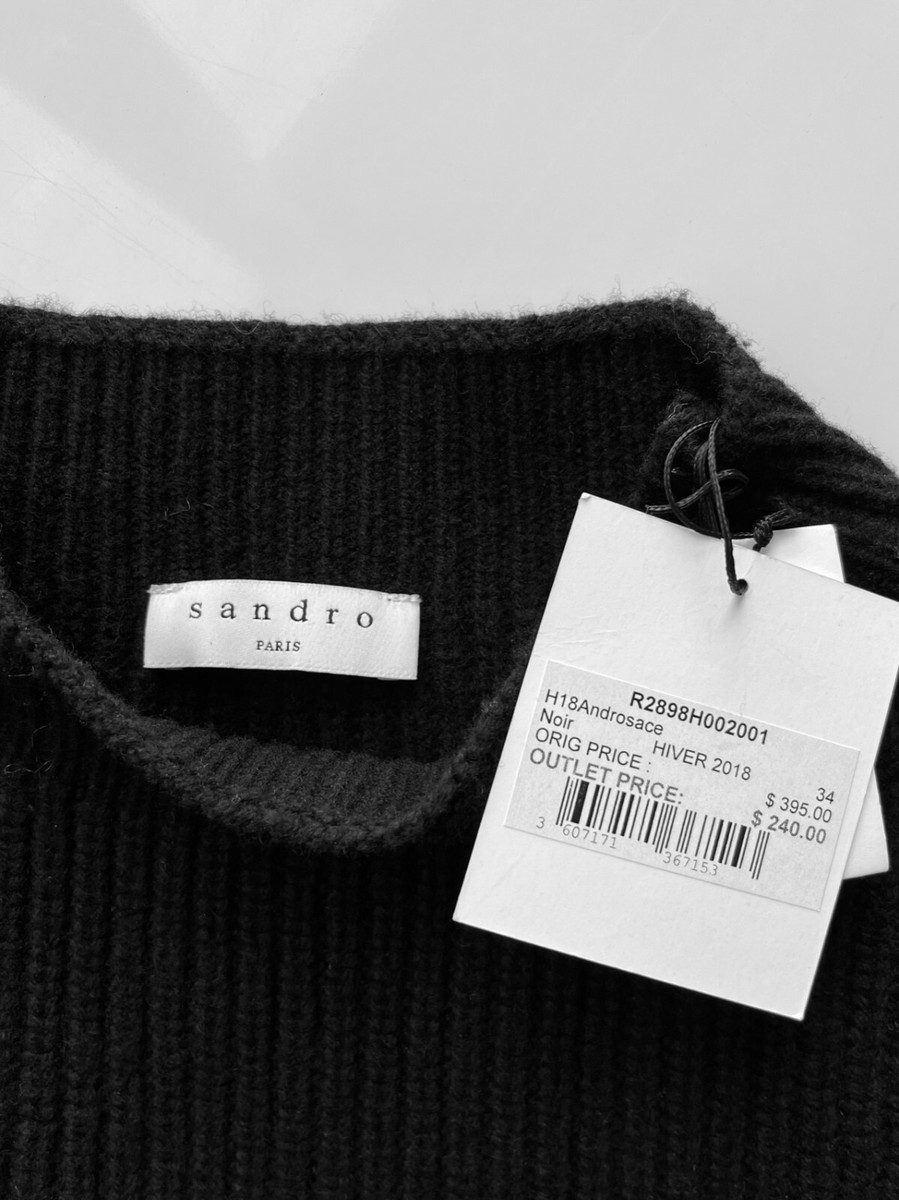 sandro
PARIS
R2898H002001
H18Androsace
Noir HIVER 2018
34
ORIG PRICE : $ 395.00
OUTLET PRICE: $ 240.00
3 607171 367153